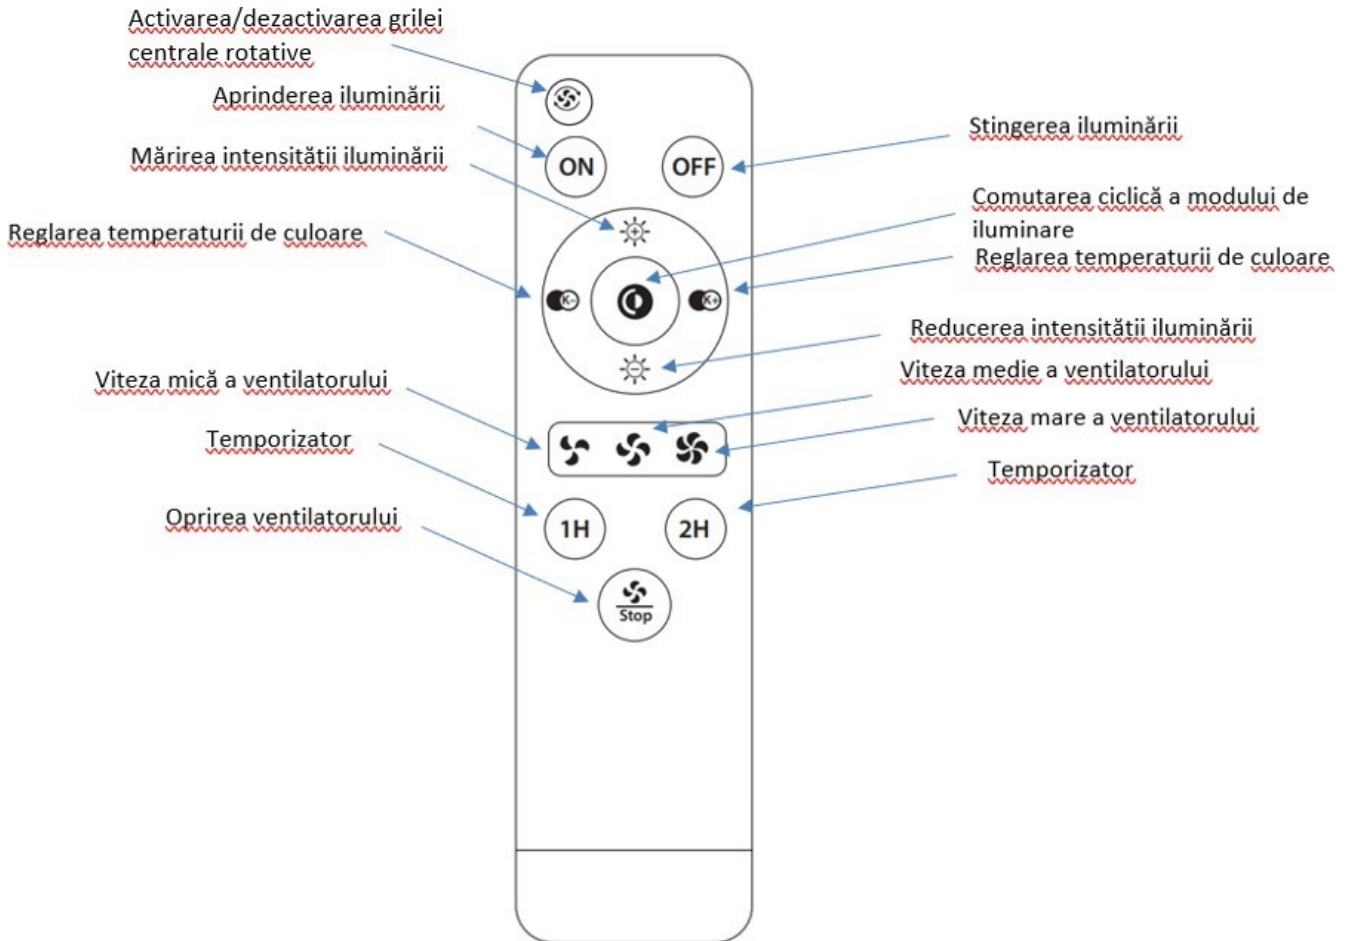 Activarea/dezactivarea grilei
centrale rotative
Aprinderea iluminării
Mărirea intensității iluminării
Reglarea temperaturii de culoare
Viteza mică a ventilatorului
Temporizator
Oprirea ventilatorului
ON
OFF
K-
K+
1H
2H
Stop
Stingerea iluminării
Comutarea ciclică a modului de
iluminare
Reglarea temperaturii de culoare
Reducerea intensității iluminării
Viteza medie a ventilatorului
Viteza mare a ventilatorului
Temporizator